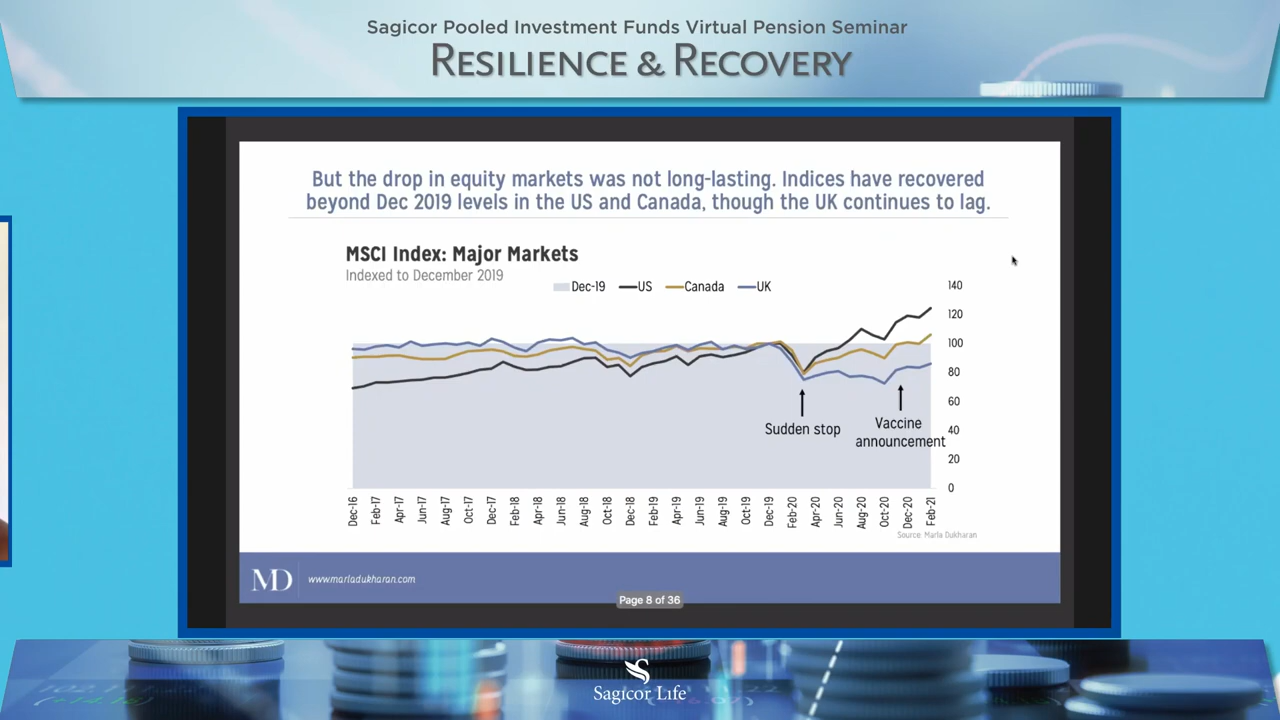 Sagicor Pooled Investment Funds Virtual Pension Seminar
RESILIENCE & RECOVERY
But the drop in equity markets was not long-lasting. Indices have recovered
beyond Dec 2019 levels in the US and Canada, though the UK continues to lag.
MSCI Index: Major Markets
Indexed to December 2019
Dec-19 US Canada UK
140
120
100
80
60
40
20
0
Sudden stop
Vaccine
announcement
Dec-16 Feb-17 Apr-17 Jun-17 Aug-17 Oct-17 Dec-17 Feb-18 Apr-18 Jun-18 Aug-18 Oct-18 Dec-18 Feb-19 Apr-19 Jun-19 Aug-19 Oct-19 Dec-19 Feb-20 Apr-20 Jun-20 Aug-20 Oct-20 Dec-20 Feb-21
Source: Marla Dukharan
MD www.marladukharan.com
Page 8 of 36
Sagicor Life